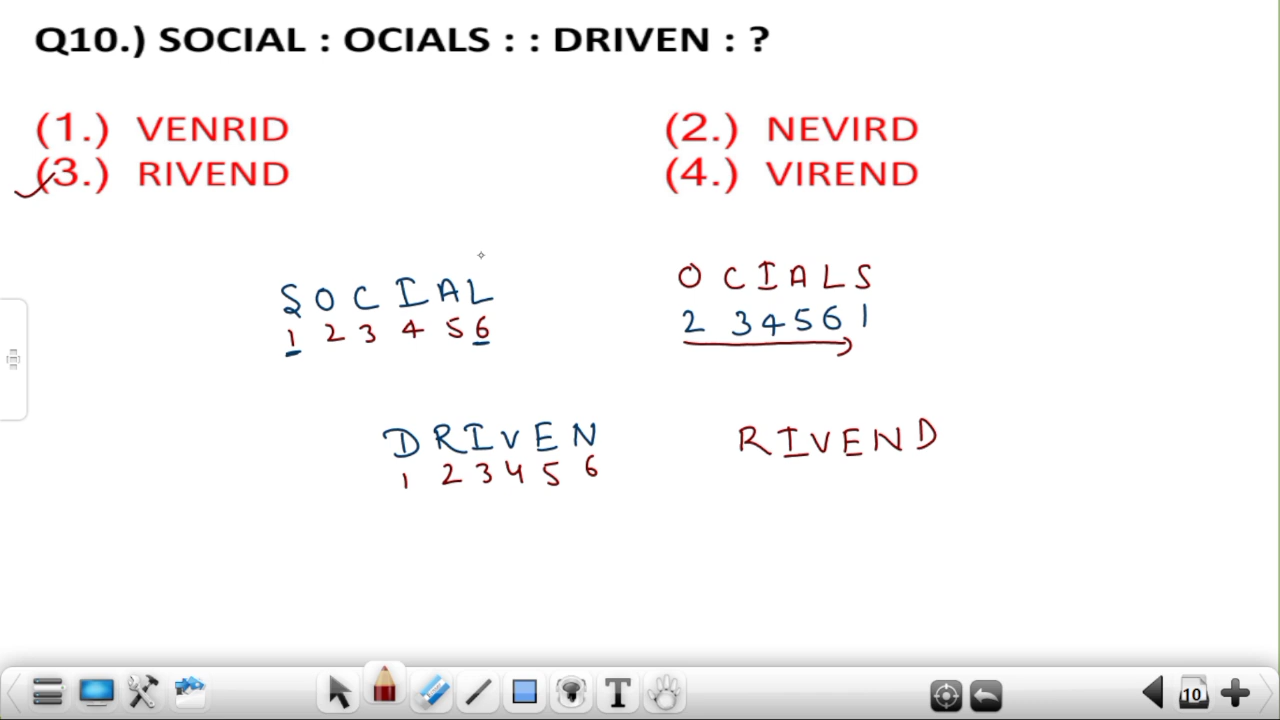 Q10.) SOCIAL : OCIALS : : DRIVEN : ?
(1.) VENRID (2.) NEVIRD
(3.) RIVEND (4.) VIREND
SOCIAL OCIALS
1 2 3 4 5 6 2 3 4 5 6 1
DRIVEN RIVEND
1 2 3 4 5 6
T 10